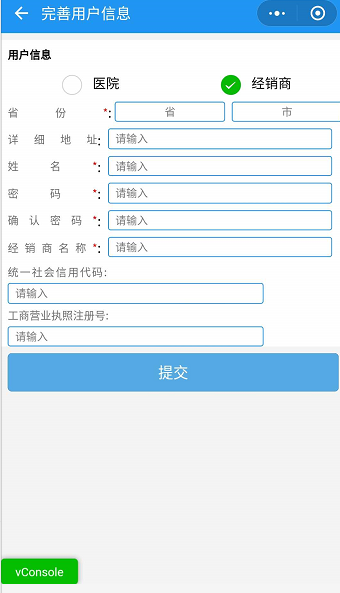 完善用户信息
用户信息
医院 经销商
省份*: 省 市
详细地址: 请输入
姓名*: 请输入
密码*: 请输入
确认密码*: 请输入
经销商名称*: 请输入
统一社会信用代码:
请输入
工商营业执照注册号:
请输入
提交
vConsole